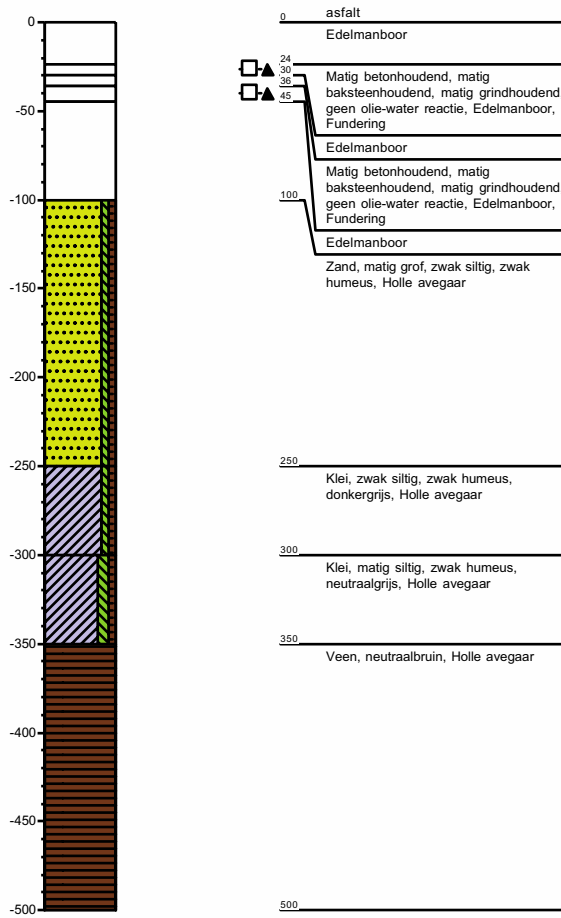 0
-50
-100
-150
-200
-250
-300
-350
-400
-450
-500
0
asfalt
Edelmanboor
24
30
Matig betonhoudend, matig
baksteenhoudend, matig grindhoudend,
geen olie-water reactie, Edelmanboor,
Fundering
36
Edelmanboor
45
Matig betonhoudend, matig
baksteenhoudend, matig grindhoudend,
geen olie-water reactie, Edelmanboor,
Fundering
Edelmanboor
100
Zand, matig grof, zwak siltig, zwak
humeus, Holle avegaar
250
Klei, zwak siltig, zwak humeus,
donkergrijs, Holle avegaar
300
Klei, matig siltig, zwak humeus,
neutraalgrijs, Holle avegaar
350
Veen, neutraalbruin, Holle avegaar
500